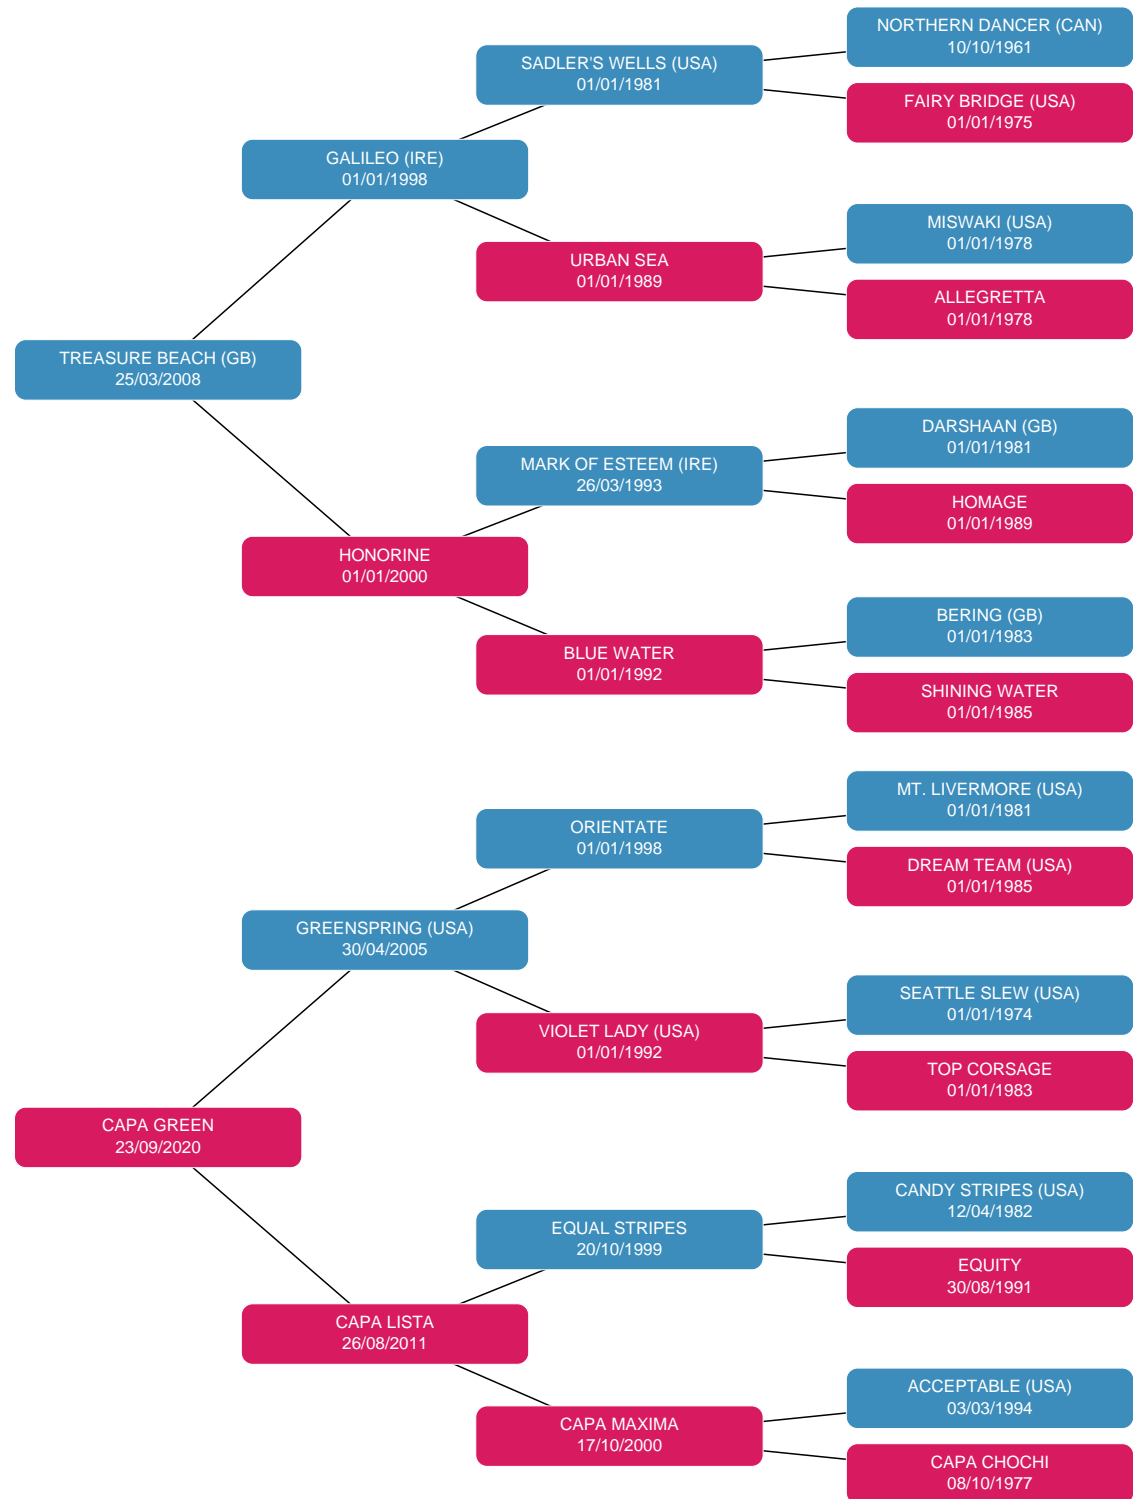 NORTHERN DANCER (CAN)
10/10/1961
SADLER'S WELLS (USA)
01/01/1981
FAIRY BRIDGE (USA)
01/01/1975
GALILEO (IRE)
01/01/1998
MISWAKI (USA)
01/01/1978
URBAN SEA
01/01/1989
ALLEGRETTA
01/01/1978
TREASURE BEACH (GB)
25/03/2008
DARSHAAN (GB)
01/01/1981
MARK OF ESTEEM (IRE)
26/03/1993
HOMAGE
01/01/1989
HONORINE
01/01/2000
BERING (GB)
01/01/1983
BLUE WATER
01/01/1992
SHINING WATER
01/01/1985
MT. LIVERMORE (USA)
01/01/1981
ORIENTATE
01/01/1998
DREAM TEAM (USA)
01/01/1985
GREENSPRING (USA)
30/04/2005
SEATTLE SLEW (USA)
01/01/1974
VIOLET LADY (USA)
01/01/1992
TOP CORSAGE
01/01/1983
CAPA GREEN
23/09/2020
CANDY STRIPES (USA)
12/04/1982
EQUAL STRIPES
20/10/1999
EQUITY
30/08/1991
CAPA LISTA
26/08/2011
ACCEPTABLE (USA)
03/03/1994
CAPA MAXIMA
17/10/2000
CAPA CHOCHI
08/10/1977